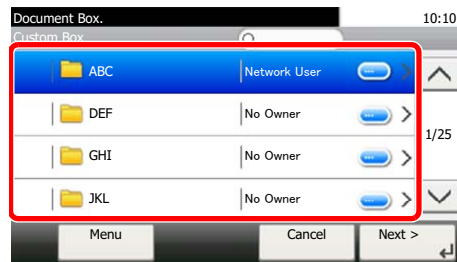 Document Box. 10:10
Custom Box
ABC Network User
DEF No Owner
1/25
GHI No Owner
JKL No Owner
Menu Cancel Next >